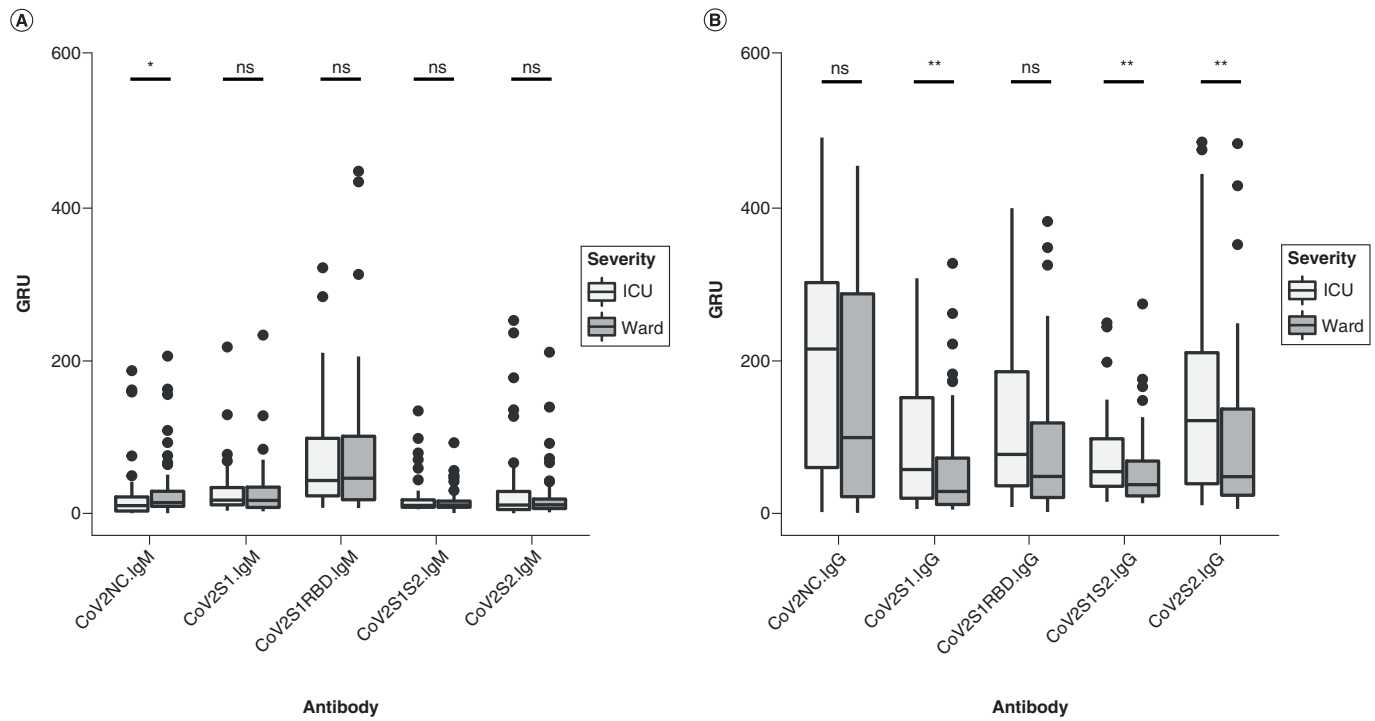 A
600
400
200
0
GRU
*
ns
ns
ns
ns
Severity
ICU
Ward
CoV2NC.IgM
CoV2S1.IgM
CoV2S1RBD.IgM
CoV2S1S2.IgM
CoV2S2.IgM
Antibody
B
600
400
200
0
GRU
ns
**
ns
**
**
Severity
ICU
Ward
CoV2NC.IgG
CoV2S1.IgG
CoV2S1RBD.IgG
CoV2S1S2.IgG
CoV2S2.IgG
Antibody